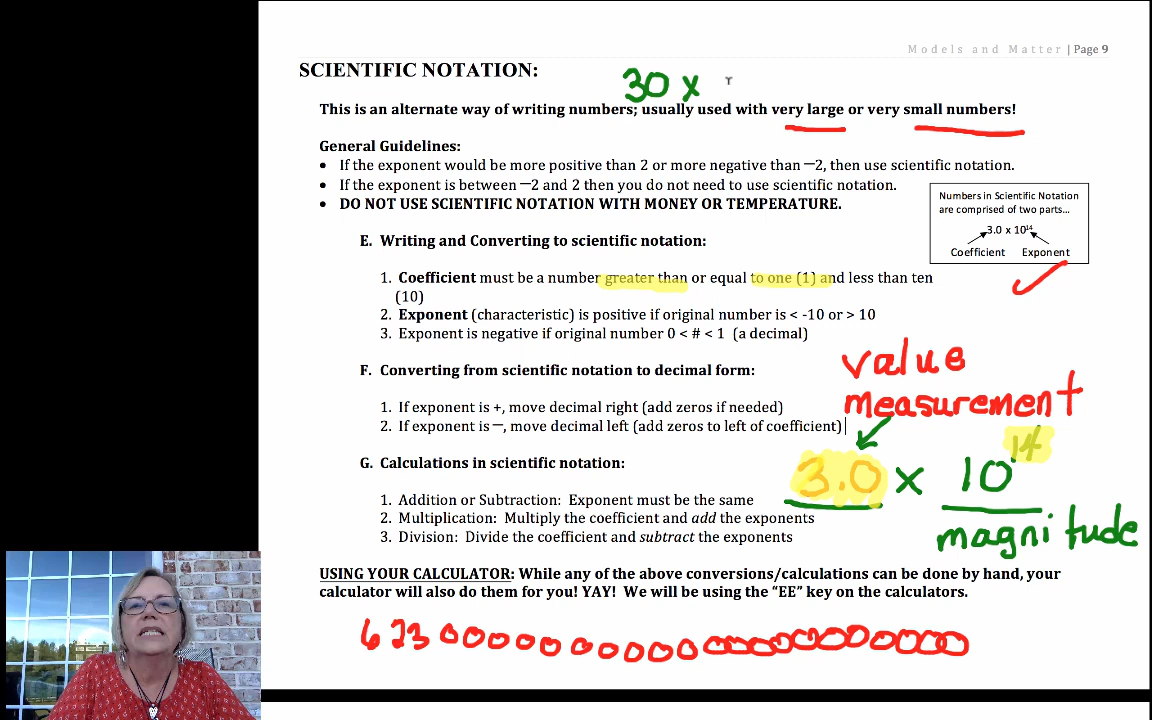 Models and Matter | Page 9
SCIENTIFIC NOTATION:
30 x
This is an alternate way of writing numbers; usually used with very large or very small numbers!
General Guidelines:
• If the exponent would be more positive than 2 or more negative than —2, then use scientific notation.
• If the exponent is between —2 and 2 then you do not need to use scientific notation.
• DO NOT USE SCIENTIFIC NOTATION WITH MONEY OR TEMPERATURE.
Numbers in Scientific Notation
are comprised of two parts...
3.0 x 10¹⁴
Coefficient Exponent
E. Writing and Converting to scientific notation:
1. Coefficient must be a number greater than or equal to one (1) and less than ten
(10)
2. Exponent (characteristic) is positive if original number is < -10 or > 10
3. Exponent is negative if original number 0 < # < 1 (a decimal)
value
measurement
F. Converting from scientific notation to decimal form:
1. If exponent is +, move decimal right (add zeros if needed)
2. If exponent is —, move decimal left (add zeros to left of coefficient)
3.0 x 10¹⁴
magnitude
G. Calculations in scientific notation:
1. Addition or Subtraction: Exponent must be the same
2. Multiplication: Multiply the coefficient and add the exponents
3. Division: Divide the coefficient and subtract the exponents
USING YOUR CALCULATOR: While any of the above conversions/calculations can be done by hand, your
calculator will also do them for you! YAY! We will be using the “EE” key on the calculators.